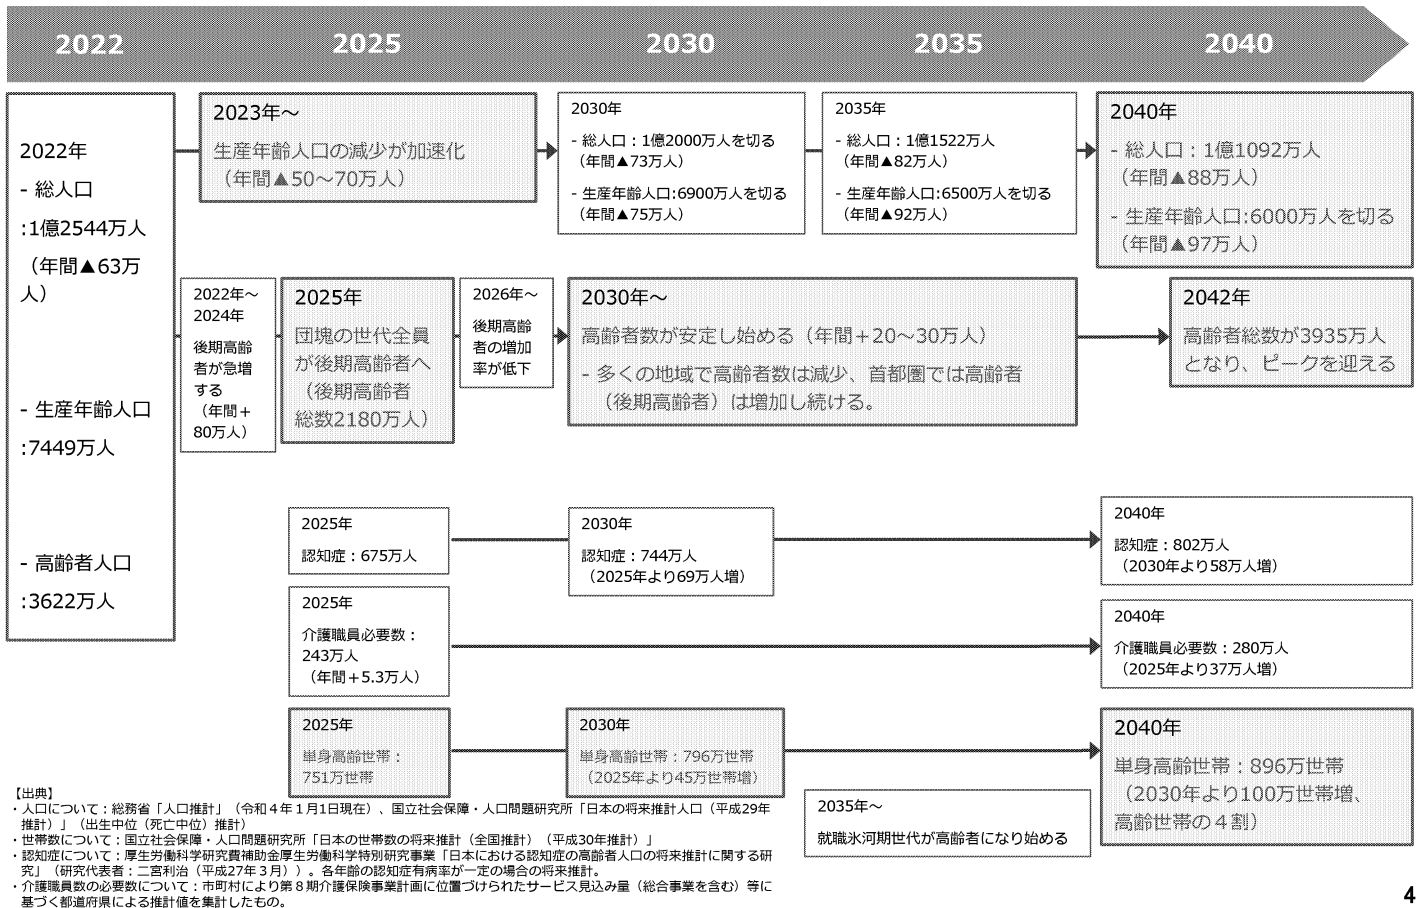 2022
2025
2030
2035
2040
2022年
- 総人口
:1億2544万人
（年間▲63万
人）
- 生産年齢人口
:7449万人
- 高齢者人口
:3622万人
2023年～
生産年齢人口の減少が加速化
（年間▲50～70万人）
2030年
- 総人口：1億2000万人を切る
（年間▲73万人）
- 生産年齢人口:6900万人を切る
（年間▲75万人）
2035年
- 総人口：1億1522万人
（年間▲82万人）
- 生産年齢人口:6500万人を切る
（年間▲92万人）
2040年
- 総人口：1億1092万人
（年間▲88万人）
- 生産年齢人口:6000万人を切る
（年間▲97万人）
2022年～
2024年
後期高齢
者が急増
する
（年間＋
80万人）
2025年
団塊の世代全員
が後期高齢者へ
（後期高齢者
総数2180万人）
2026年～
後期高齢
者の増加
率が低下
2030年～
高齢者数が安定し始める（年間＋20～30万人）
- 多くの地域で高齢者数は減少、首都圏では高齢者
（後期高齢者）は増加し続ける。
2042年
高齢者総数が3935万人
となり、ピークを迎える
2025年
認知症：675万人
2030年
認知症：744万人
（2025年より69万人増）
2040年
認知症：802万人
（2030年より58万人増）
2025年
介護職員必要数：
243万人
（年間＋5.3万人）
2040年
介護職員必要数：280万人
（2025年より37万人増）
2025年
単身高齢世帯：
751万世帯
2030年
単身高齢世帯：796万世帯
（2025年より45万世帯増）
2040年
単身高齢世帯：896万世帯
（2030年より100万世帯増、
高齢世帯の４割）
2035年～
就職氷河期世代が高齢者になり始める
【出典】
・人口について：総務省「人口推計」（令和４年１月1日現在）、国立社会保障・人口問題研究所「日本の将来推計人口（平成29年
推計）」（出生中位（死亡中位）推計）
・世帯数について：国立社会保障・人口問題研究所「日本の世帯数の将来推計（全国推計）（平成30年推計）」
・認知症について：厚生労働科学研究費補助金厚生労働科学特別研究事業「日本における認知症の高齢者人口の将来推計に関する研
究」（研究代表者：二宮利治（平成27年３月））。各年齢の認知症有病率が一定の場合の将来推計。
・介護職員数の必要数について：市町村により第８期介護保険事業計画に位置づけられたサービス見込み量（総合事業を含む）等に
基づく都道府県による推計値を集計したもの。
4